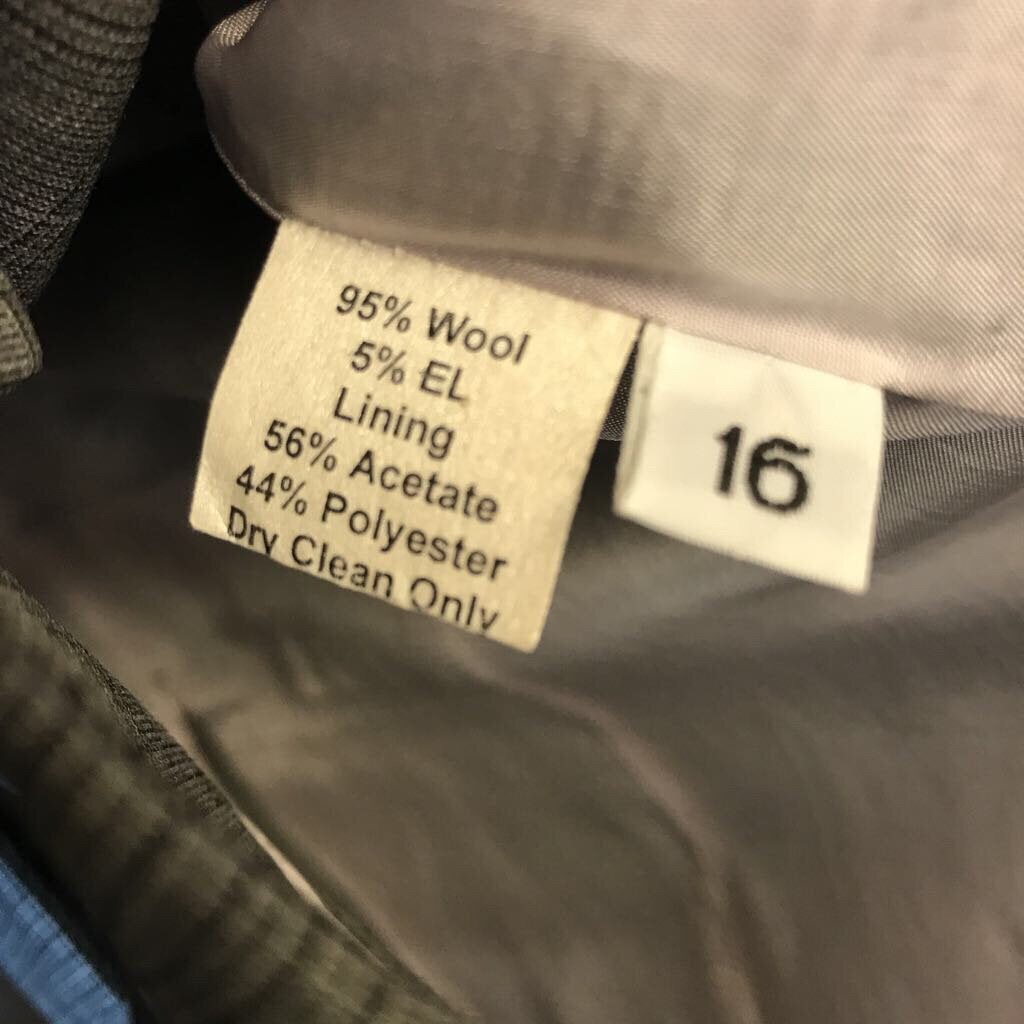 95% Wool
5% EL
Lining
56% Acetate
44% Polyester
Dry Clean Only
16